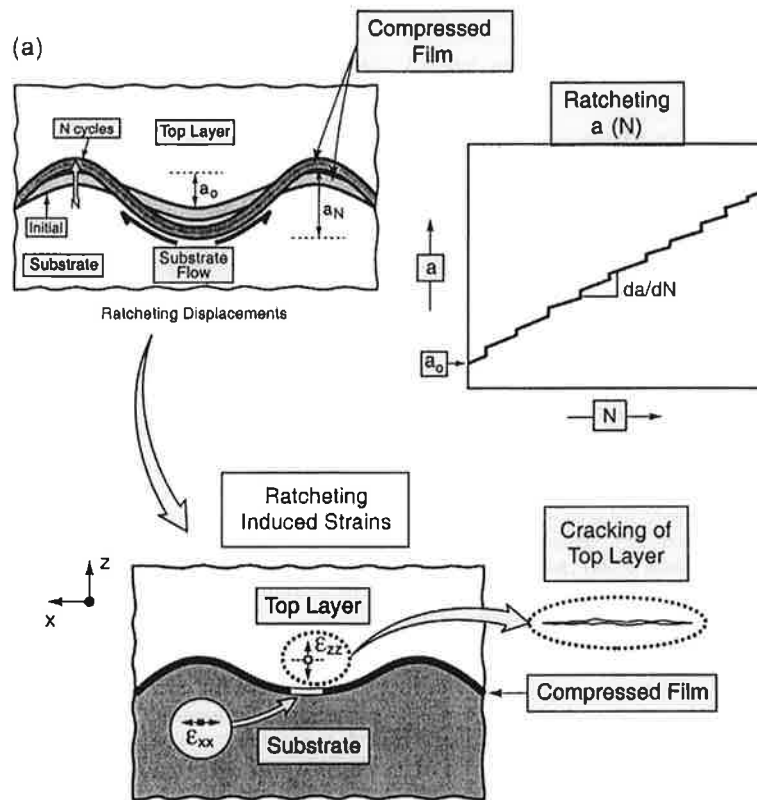 (a)
Compressed
Film
N cycles
Top Layer
a₀
a_N
N
Initial
Substrate
Substrate
Flow
Ratcheting Displacements
Ratcheting
a (N)
a
da/dN
a₀
N
Ratcheting
Induced Strains
Cracking of
Top Layer
z
x
Top Layer
ε_zz
Compressed Film
ε_xx
Substrate